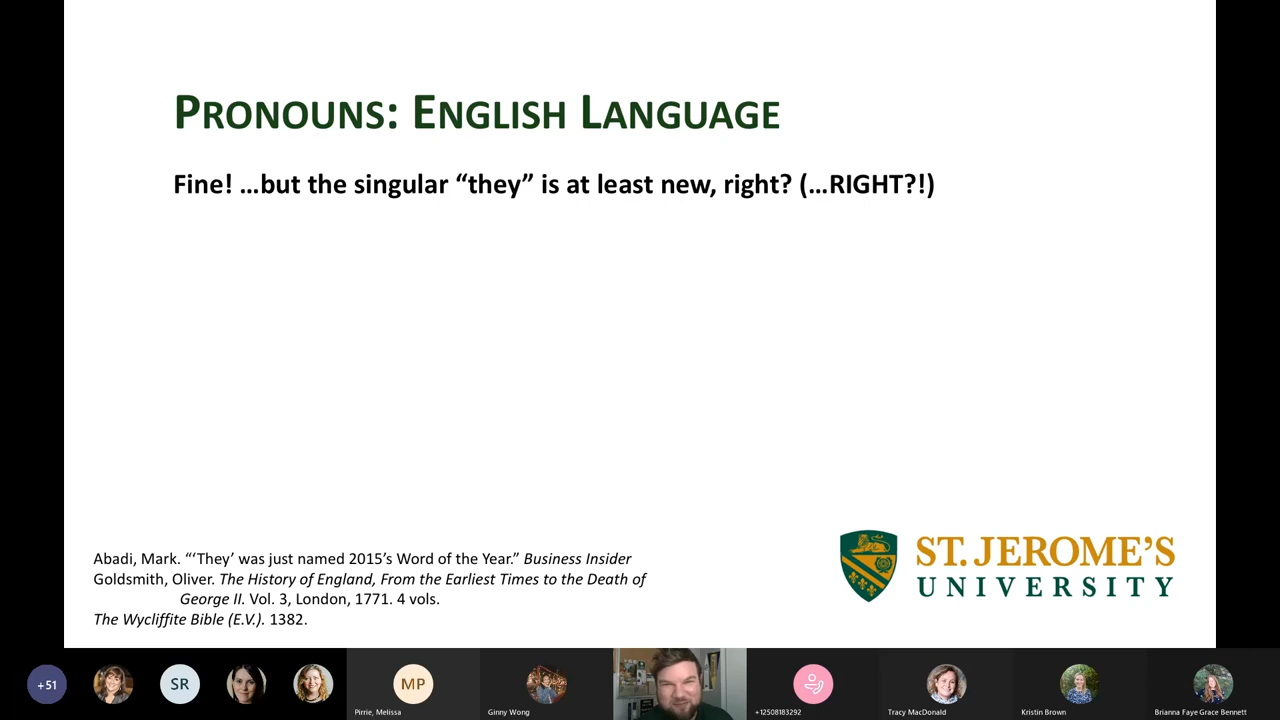 PRONOUNS: ENGLISH LANGUAGE
Fine! …but the singular “they” is at least new, right? (…RIGHT?!)
Abadi, Mark. “‘They’ was just named 2015’s Word of the Year.” Business Insider
Goldsmith, Oliver. The History of England, From the Earliest Times to the Death of
George II. Vol. 3, London, 1771. 4 vols.
The Wycliffite Bible (E.V.). 1382.
ST. JEROME’S
UNIVERSITY
+51
SR
MP
Pirrie, Melissa
Ginny Wong
+12508183292
Tracy MacDonald
Kristin Brown
Brianna Faye Grace Bennett